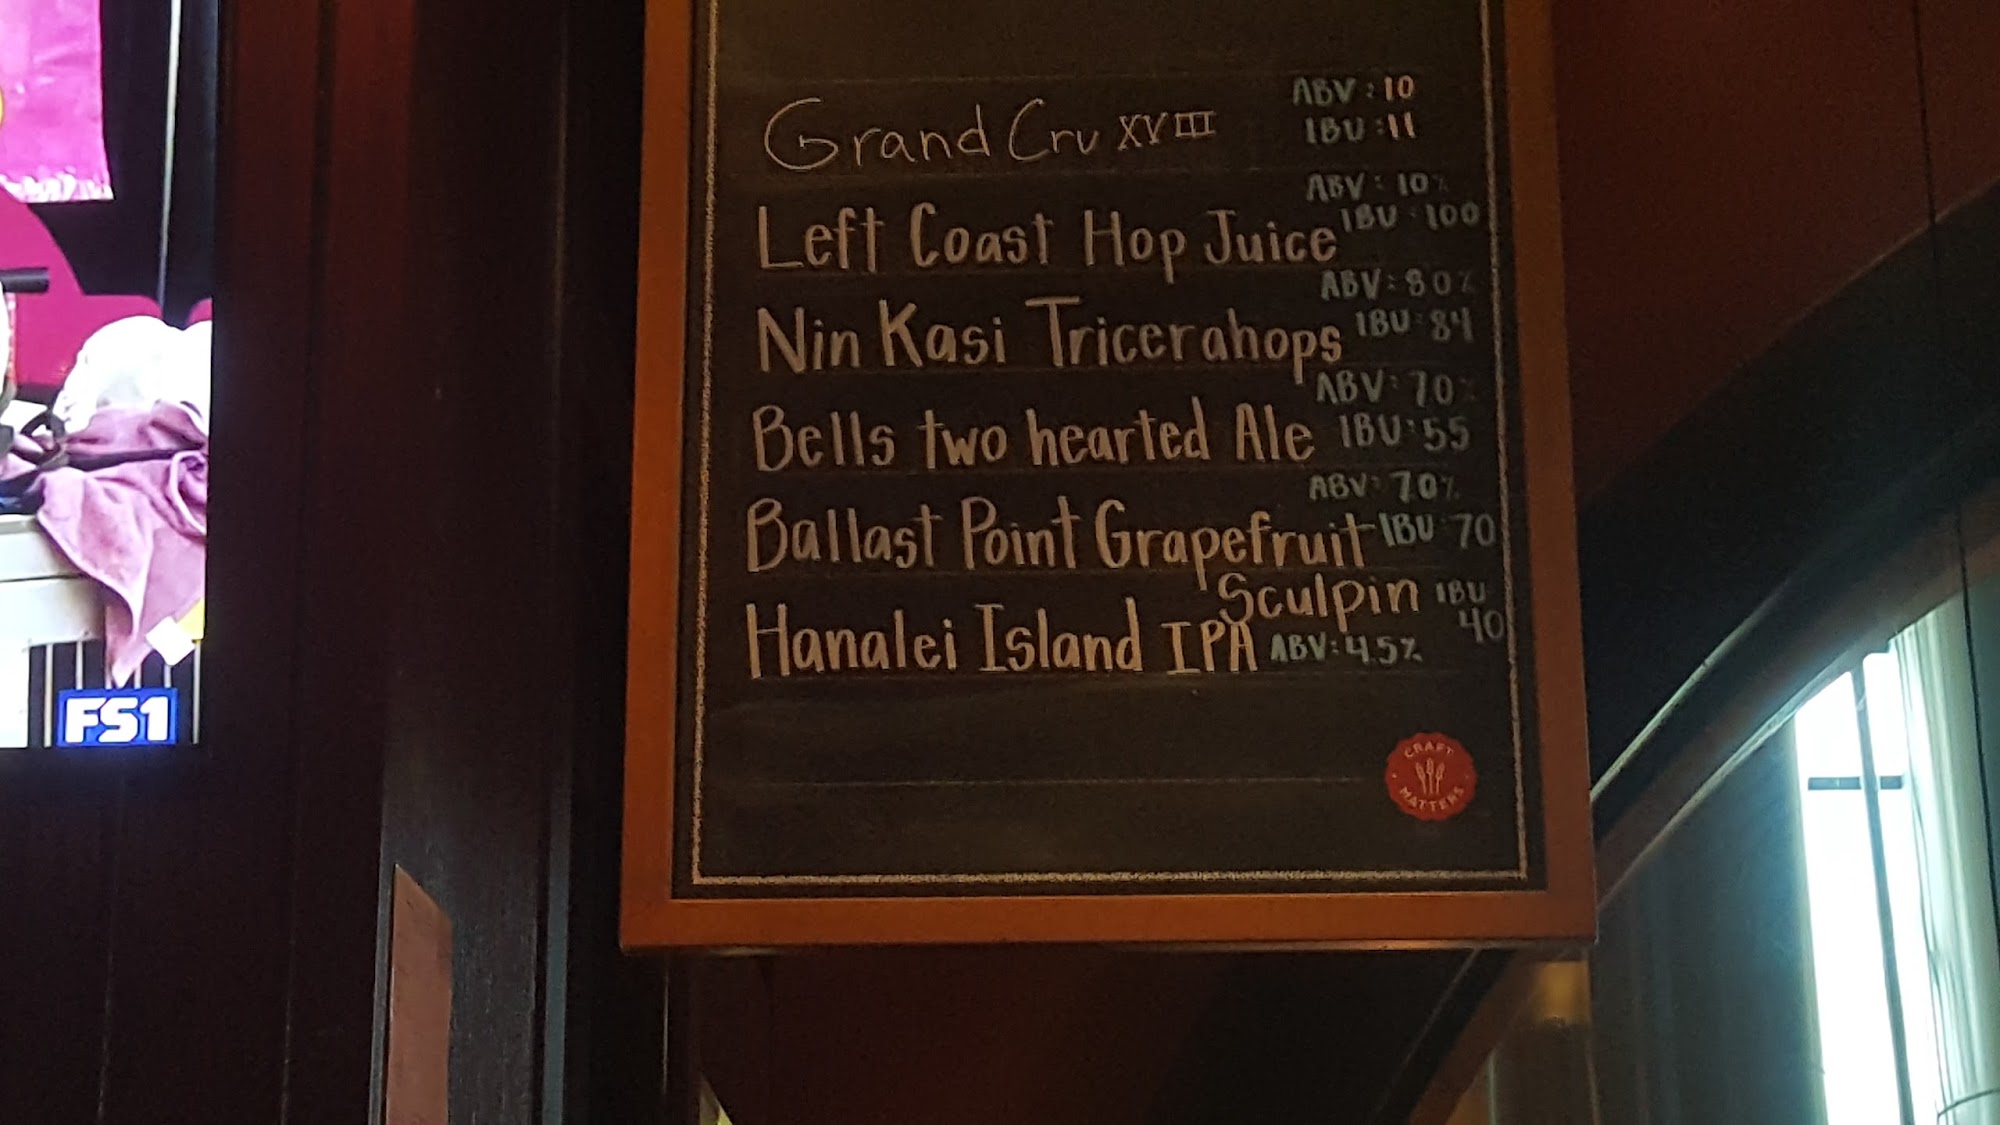 Grand Cru XVIII
ABV: 10
IBU: 11
Left Coast Hop Juice
ABV: 10%
IBU: 100
Nin Kasi Tricerahops
ABV: 8.0%
IBU: 84
Bells two hearted Ale
ABV: 7.0%
IBU: 55
Ballast Point Grapefruit
Sculpin
ABV: 7.0%
IBU: 70
Hanalei Island IPA
ABV: 4.5%
IBU
40
CRAFT
MATTERS
FS1